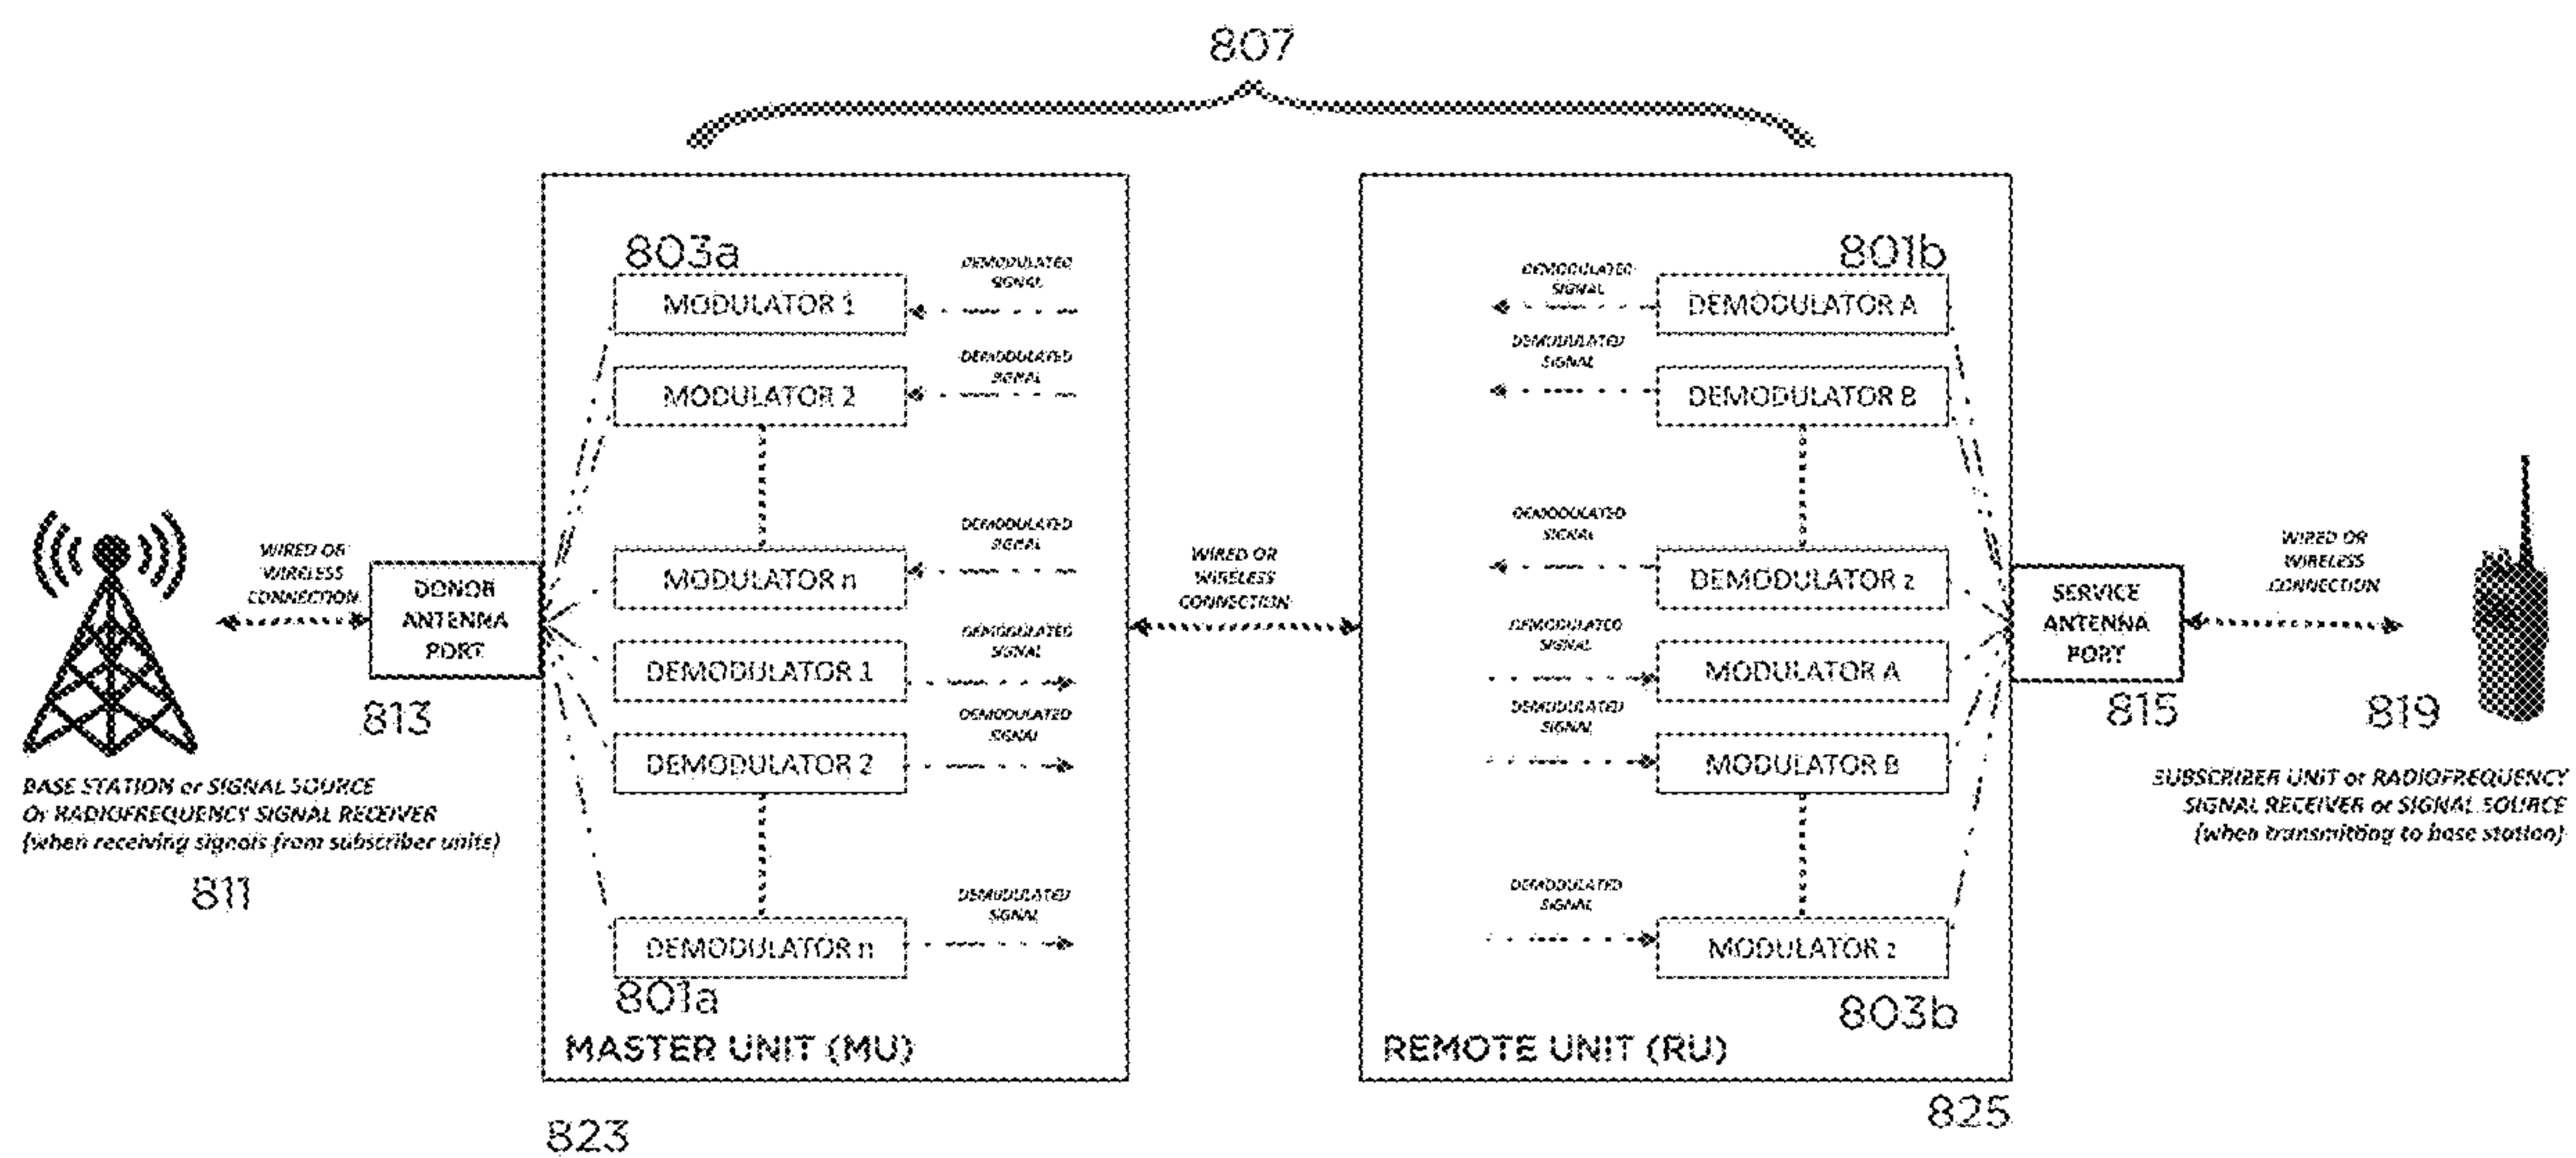 807
803a
DEMODULATED
SIGNAL
MODULATOR 1
DEMODULATED
SIGNAL
MODULATOR 2
DEMODULATED
SIGNAL
MODULATOR n
DEMODULATED
SIGNAL
DEMODULATOR 1
DEMODULATED
SIGNAL
DEMODULATOR 2
DEMODULATED
SIGNAL
DEMODULATOR n
801a
MASTER UNIT (MU)
823
WIRED OR
WIRELESS
CONNECTION
DONOR
ANTENNA
PORT
813
BASE STATION or SIGNAL SOURCE
Or RADIOFREQUENCY SIGNAL RECEIVER
(when receiving signals from subscriber units)
811
WIRED OR
WIRELESS
CONNECTION
801b
DEMODULATED
SIGNAL
DEMODULATOR A
DEMODULATED
SIGNAL
DEMODULATOR B
DEMODULATED
SIGNAL
DEMODULATOR z
DEMODULATED
SIGNAL
MODULATOR A
DEMODULATED
SIGNAL
MODULATOR B
DEMODULATED
SIGNAL
MODULATOR z
803b
REMOTE UNIT (RU)
825
SERVICE
ANTENNA
PORT
815
WIRED OR
WIRELESS
CONNECTION
819
SUBSCRIBER UNIT or RADIOFREQUENCY
SIGNAL RECEIVER or SIGNAL SOURCE
(when transmitting to base station)